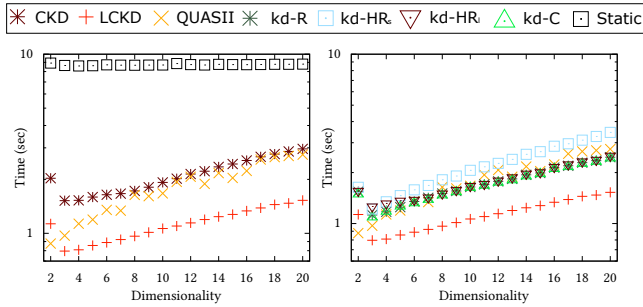 CKD LCKD QUASII kd-R kd-HRₛ kd-HRₗ kd-C Static
10
1
Time (sec)
2 4 6 8 10 12 14 16 18 20
Dimensionality
10
1
Time (sec)
2 4 6 8 10 12 14 16 18 20
Dimensionality